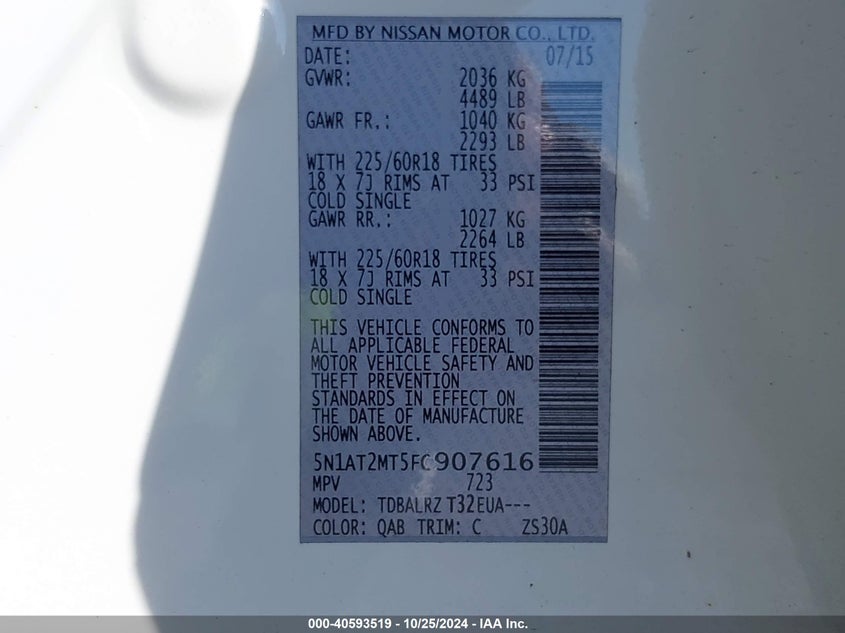 MFD BY NISSAN MOTOR CO., LTD.
DATE: 07/15
GVWR: 2036 KG
4489 LB
GAWR FR.: 1040 KG
2293 LB
WITH 225/60R18 TIRES
18 X 7J RIMS AT 33 PSI
COLD SINGLE
GAWR RR.: 1027 KG
2264 LB
WITH 225/60R18 TIRES
18 X 7J RIMS AT 33 PSI
COLD SINGLE
THIS VEHICLE CONFORMS TO
ALL APPLICABLE FEDERAL
MOTOR VEHICLE SAFETY AND
THEFT PREVENTION
STANDARDS IN EFFECT ON
THE DATE OF MANUFACTURE
SHOWN ABOVE.
5N1AT2MT5FC907616
MPV 723
MODEL: TDBALRZ T32EUA---
COLOR: QAB TRIM: C ZS30A
000-40593519 - 10/25/2024 - IAA Inc.